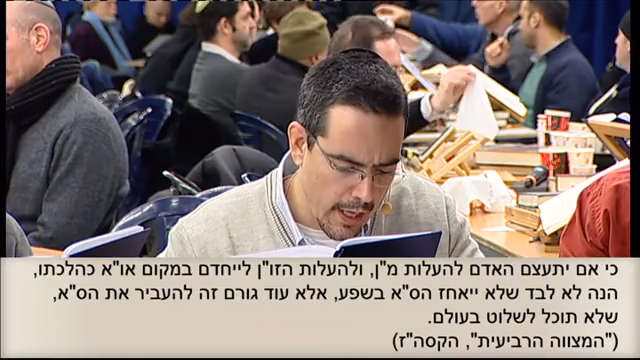 כי אם יתעצם האדם להעלות מ"ן, ולהעלות הזו"ן לייחדם במקום או"א כהלכתו,
הנה לא לבד שלא ייאחז הס"א בשפע, אלא עוד גורם זה להעביר את הס"א,
שלא תוכל לשלוט בעולם.
("המצווה הרביעית", הקסה"ז)